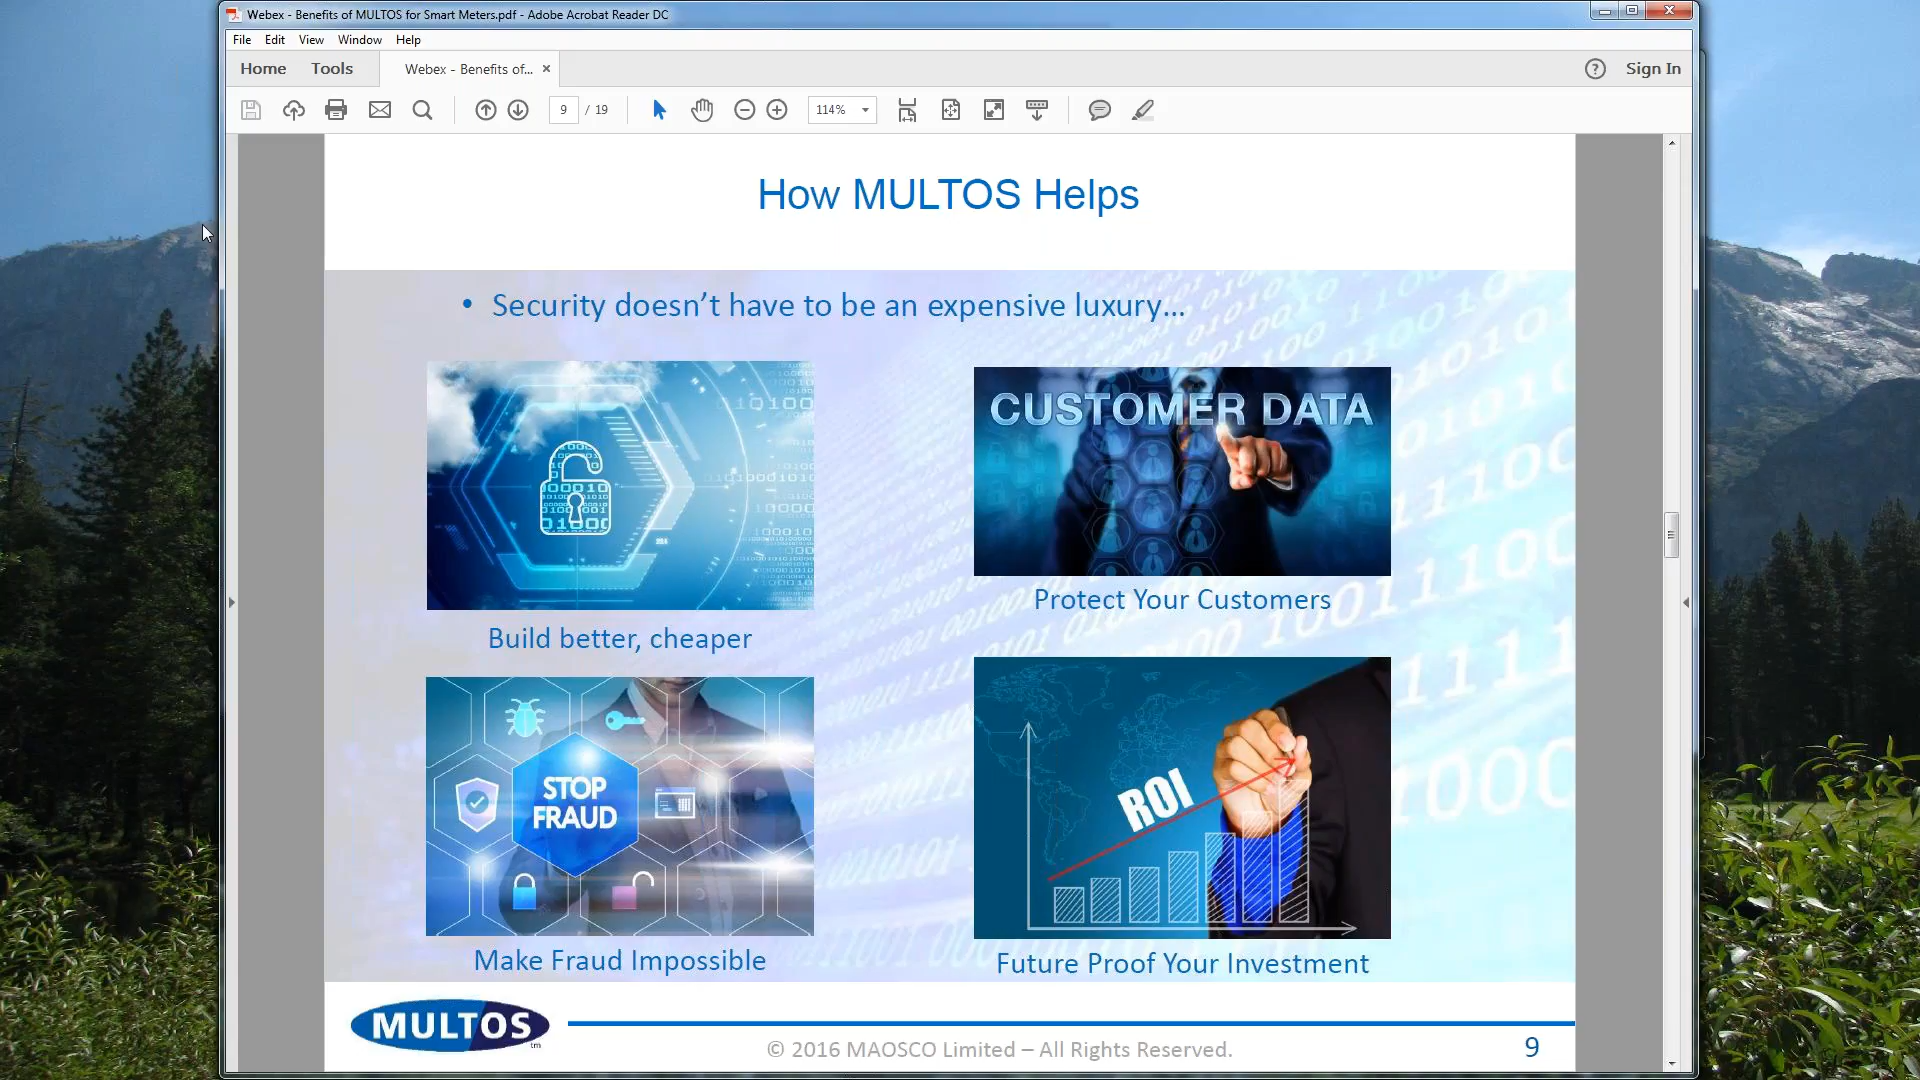 Webex - Benefits of MULTOS for Smart Meters.pdf - Adobe Acrobat Reader DC
File Edit View Window Help
Home Tools Webex - Benefits of... × Sign In
9 / 19 114%
How MULTOS Helps
• Security doesn’t have to be an expensive luxury…
CUSTOMER DATA
Protect Your Customers
Build better, cheaper
STOP
FRAUD
ROI
Make Fraud Impossible
Future Proof Your Investment
MULTOS tm
© 2016 MAOSCO Limited – All Rights Reserved.
9